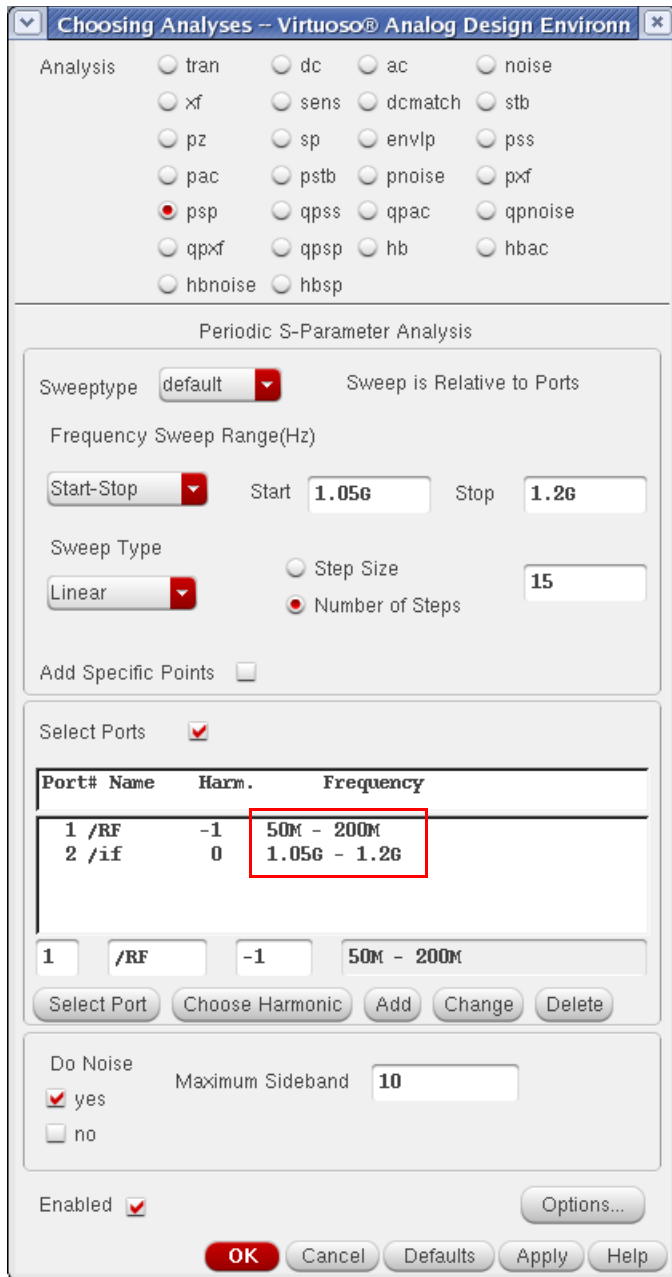 Choosing Analyses -- Virtuoso® Analog Design Environn
Analysis tran dc ac noise
xf sens dcmatch stb
pz sp envlp pss
pac pstb pnoise pxf
psp qpss qpac qpnoise
qpxf qpsp hb hbac
hbnoise hbsp
Periodic S-Parameter Analysis
Sweeptype default Sweep is Relative to Ports
Frequency Sweep Range(Hz)
Start-Stop Start 1.05G Stop 1.2G
Sweep Type
Linear Step Size
Number of Steps 15
Add Specific Points
Select Ports
Port# Name Harm. Frequency
1 /RF -1 50M - 200M
2 /if 0 1.05G - 1.2G
1 /RF -1 50M - 200M
Select Port Choose Harmonic Add Change Delete
Do Noise
yes Maximum Sideband 10
no
Enabled Options...
OK Cancel Defaults Apply Help